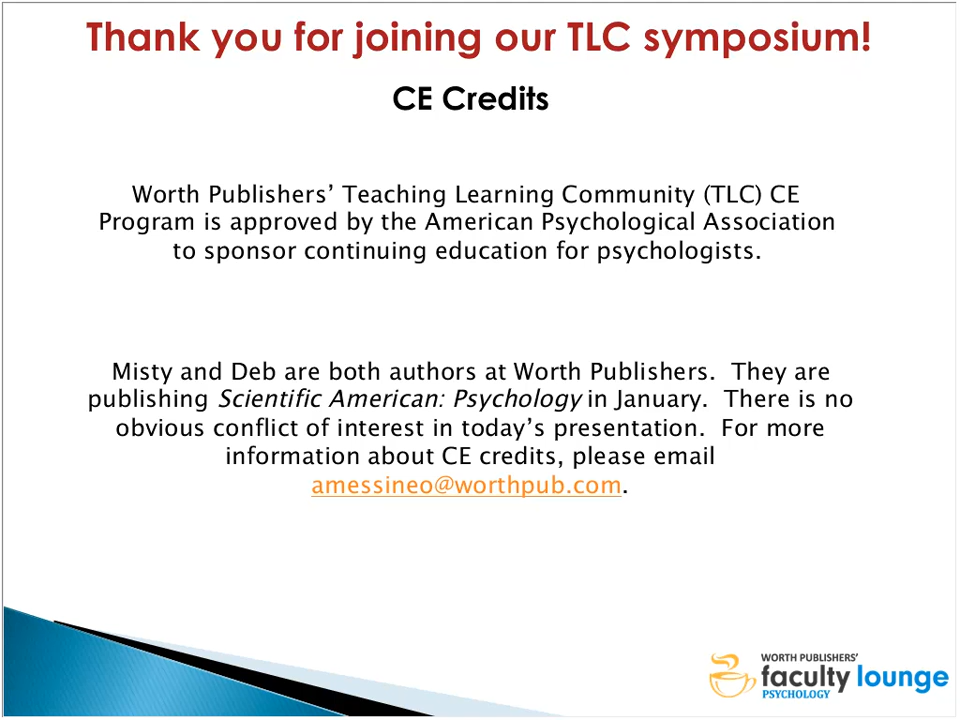 Thank you for joining our TLC symposium!
CE Credits
Worth Publishers’ Teaching Learning Community (TLC) CE
Program is approved by the American Psychological Association
to sponsor continuing education for psychologists.
Misty and Deb are both authors at Worth Publishers.  They are
publishing Scientific American: Psychology in January.  There is no
obvious conflict of interest in today’s presentation.  For more
information about CE credits, please email
amessineo@worthpub.com.
WORTH PUBLISHERS’
faculty lounge
PSYCHOLOGY